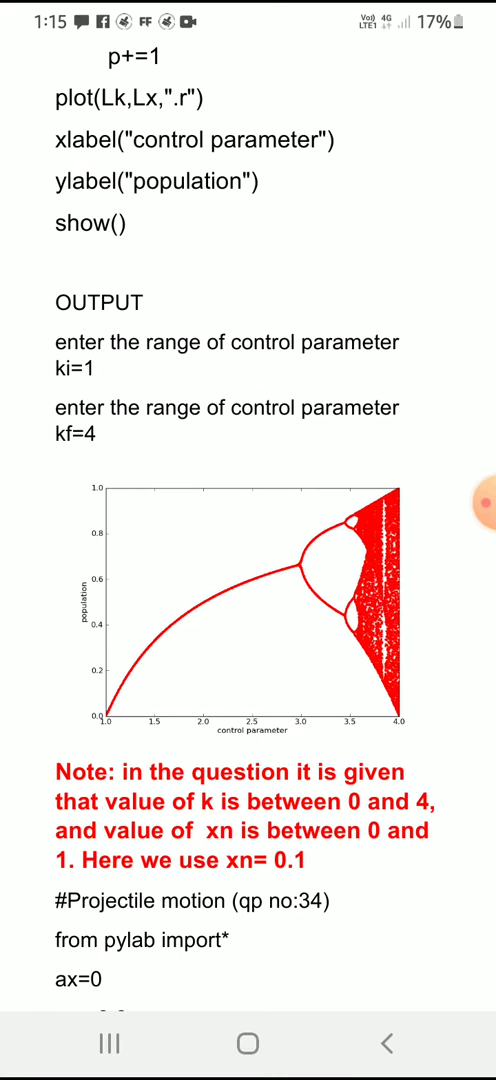 1:15 FF Vo) 4G LTE1 17%
p+=1
plot(Lk,Lx,".r")
xlabel("control parameter")
ylabel("population")
show()
OUTPUT
enter the range of control parameter
ki=1
enter the range of control parameter
kf=4
1.0
0.8
0.6
0.4
0.2
0.0
population
1.0 1.5 2.0 2.5 3.0 3.5 4.0
control parameter
Note: in the question it is given
that value of k is between 0 and 4,
and value of xn is between 0 and
1. Here we use xn= 0.1
#Projectile motion (qp no:34)
from pylab import*
ax=0